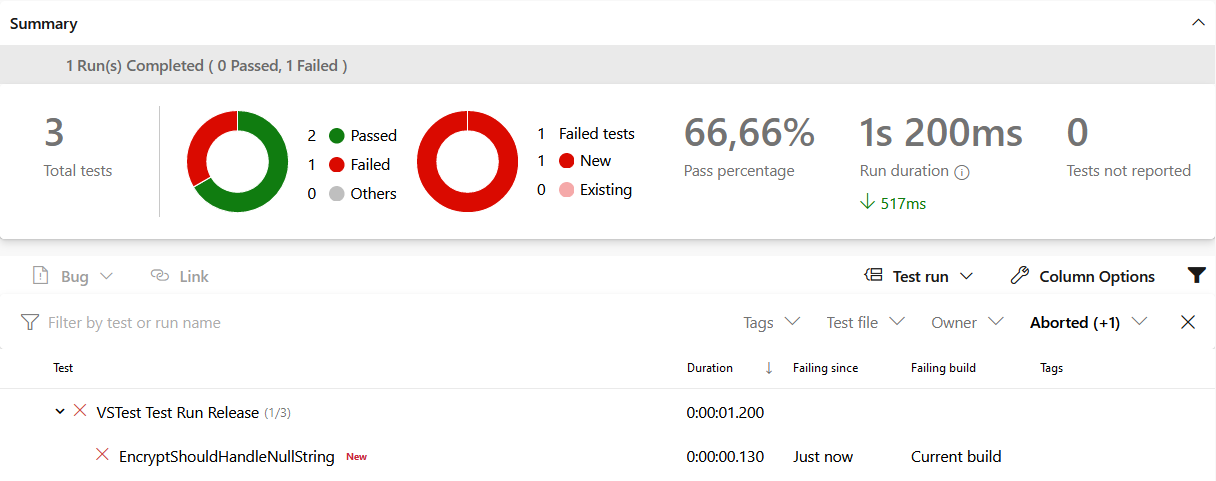 Summary
1 Run(s) Completed ( 0 Passed, 1 Failed )
3
Total tests
2 Passed
1 Failed
0 Others
1 Failed tests
1 New
0 Existing
66,66%
Pass percentage
1s 200ms
Run duration
517ms
0
Tests not reported
Bug
Link
Test run
Column Options
Filter by test or run name
Tags
Test file
Owner
Aborted (+1)
Test Duration Failing since Failing build Tags
VSTest Test Run Release (1/3) 0:00:01.200
EncryptShouldHandleNullString New 0:00:00.130 Just now Current build